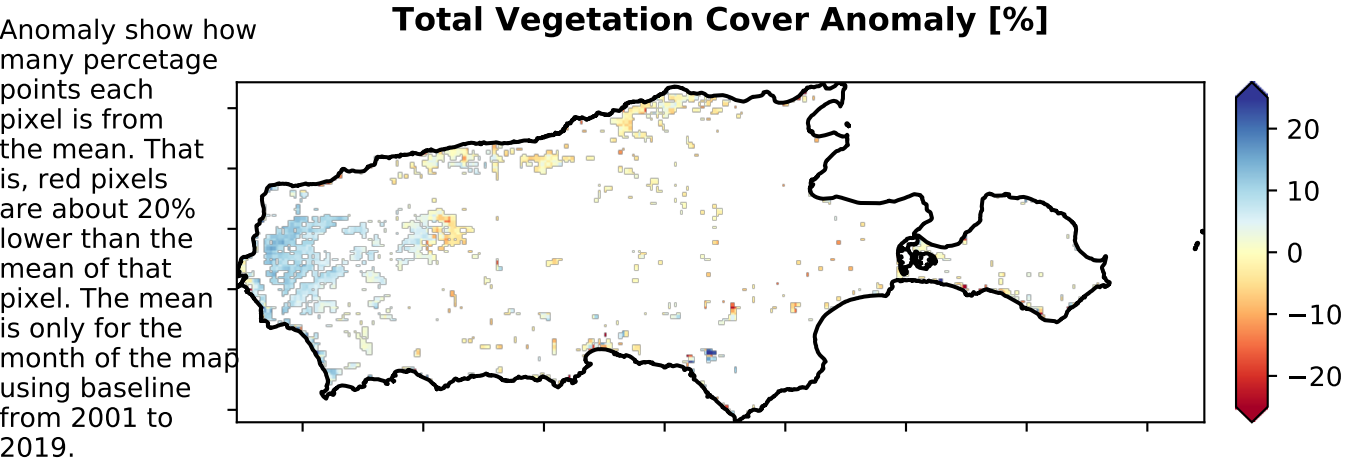 Total Vegetation Cover Anomaly [%]
Anomaly show how
many percetage
points each
pixel is from
the mean. That
is, red pixels
are about 20%
lower than the
mean of that
pixel. The mean
is only for the
month of the map
using baseline
from 2001 to
2019.
20
10
0
−10
−20